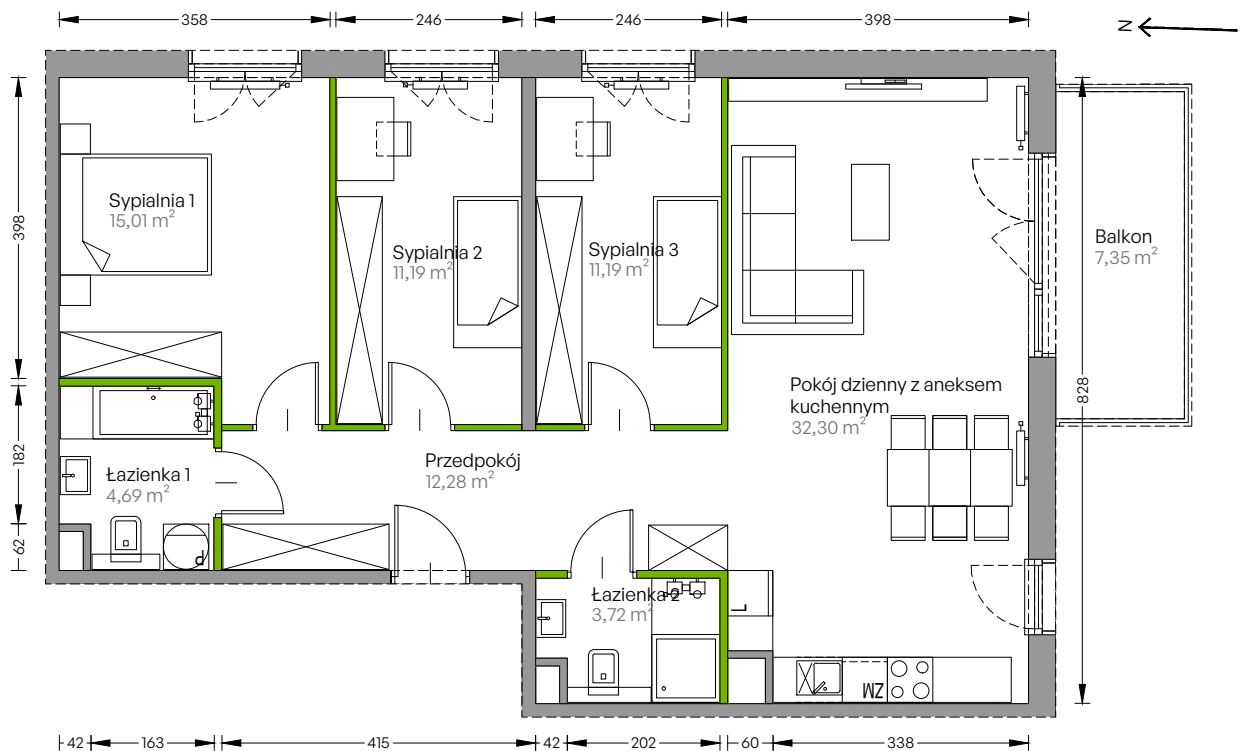 358
246
246
398
N
398
Sypialnia 1
15,01 m²
Sypialnia 2
11,19 m²
Sypialnia 3
11,19 m²
Balkon
7,35 m²
Pokój dzienny z aneksem
kuchennym
32,30 m²
828
182
Łazienka 1
4,69 m²
Przedpokój
12,28 m²
62
p
Łazienka 2
3,72 m²
L
ZM
42
163
415
42
202
60
338